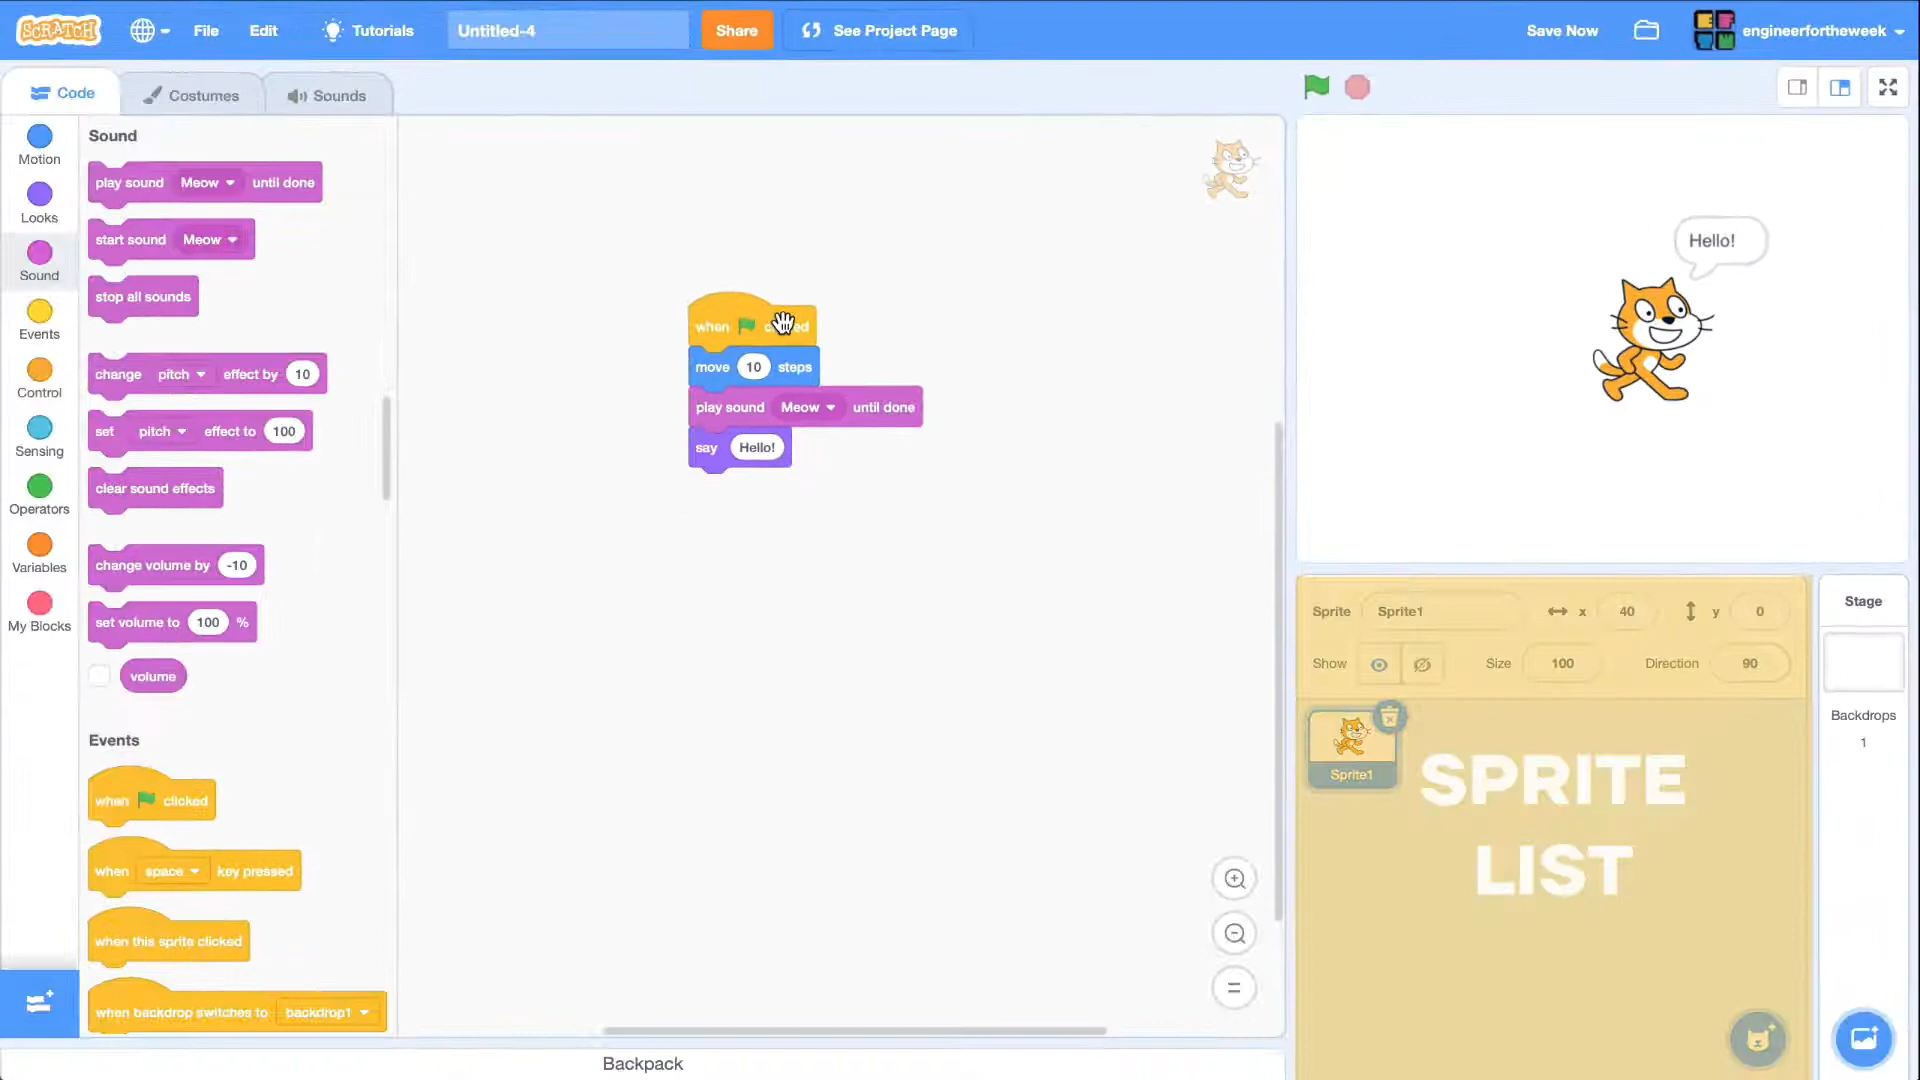 SCRATCH
File
Edit
Tutorials
Untitled-4
Share
See Project Page
Save Now
engineerfortheweek
Code
Costumes
Sounds
Motion
Looks
Sound
Events
Control
Sensing
Operators
Variables
My Blocks
Sound
play sound Meow until done
start sound Meow
stop all sounds
change pitch effect by 10
set pitch effect to 100
clear sound effects
change volume by -10
set volume to 100 %
volume
Events
when clicked
when space key pressed
when this sprite clicked
when backdrop switches to backdrop1
when
move 10 steps
play sound Meow until done
say Hello!
Backpack
Hello!
Sprite Sprite1 x 40 y 0
Show Size 100 Direction 90
Sprite1
SPRITE
LIST
Stage
Backdrops
1